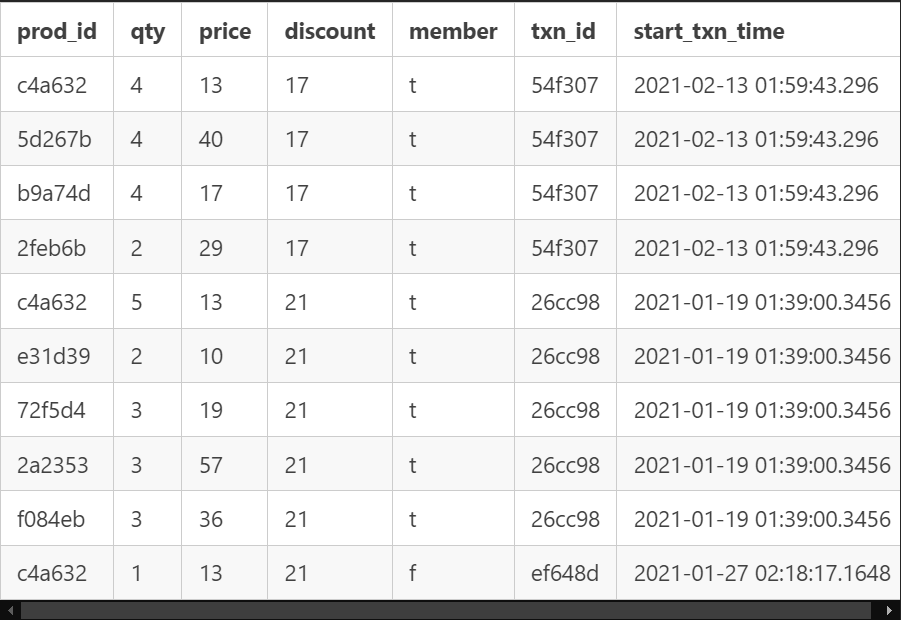 prod_id qty price discount member txn_id start_txn_time
c4a632 4 13 17 t 54f307 2021-02-13 01:59:43.296
5d267b 4 40 17 t 54f307 2021-02-13 01:59:43.296
b9a74d 4 17 17 t 54f307 2021-02-13 01:59:43.296
2feb6b 2 29 17 t 54f307 2021-02-13 01:59:43.296
c4a632 5 13 21 t 26cc98 2021-01-19 01:39:00.3456
e31d39 2 10 21 t 26cc98 2021-01-19 01:39:00.3456
72f5d4 3 19 21 t 26cc98 2021-01-19 01:39:00.3456
2a2353 3 57 21 t 26cc98 2021-01-19 01:39:00.3456
f084eb 3 36 21 t 26cc98 2021-01-19 01:39:00.3456
c4a632 1 13 21 f ef648d 2021-01-27 02:18:17.1648